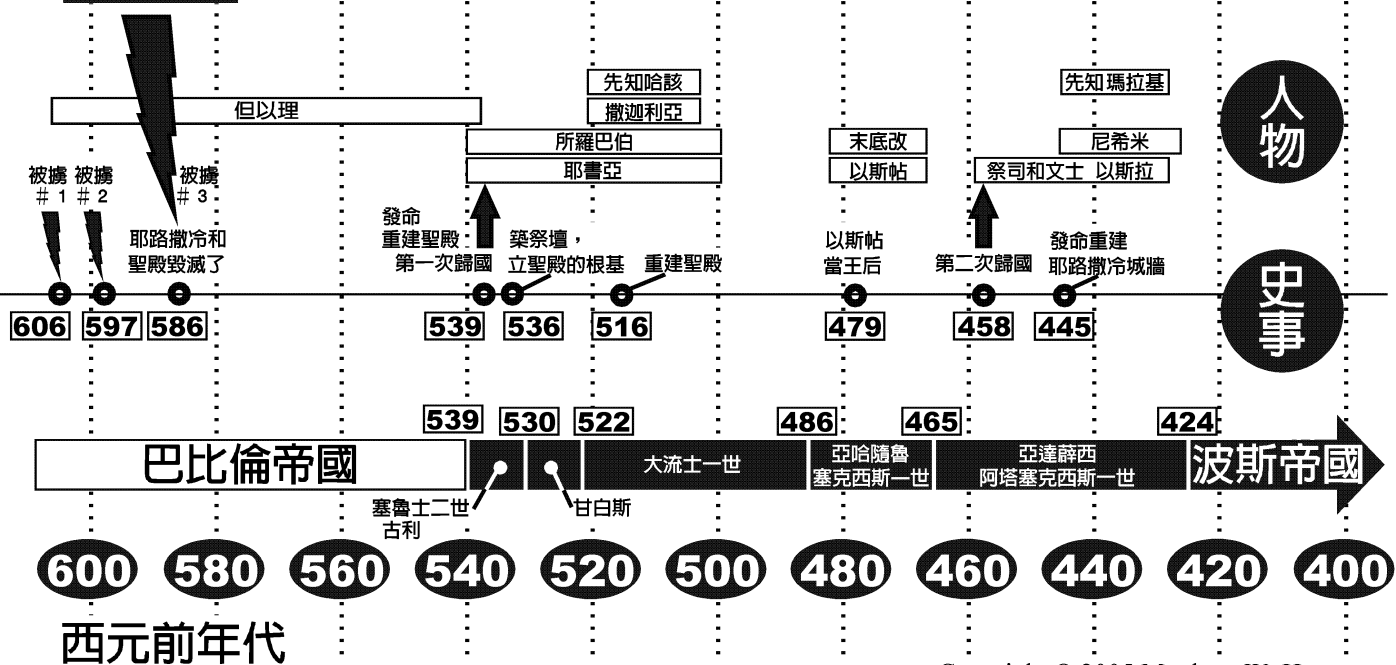 先知哈該
先知瑪拉基
但以理
撒迦利亞
人物
所羅巴伯
末底改
尼希米
耶書亞
以斯帖
祭司和文士 以斯拉
被擄
# 1
被擄
# 2
被擄
# 3
耶路撒冷和
聖殿毀滅了
發命
重建聖殿
第一次歸國
築祭壇，
立聖殿的根基
重建聖殿
以斯帖
當王后
第二次歸國
發命重建
耶路撒冷城牆
史事
606 597 586 539 536 516 479 458 445
539 530 522 486 465 424
巴比倫帝國
大流士一世
亞哈隨魯
塞克西斯一世
亞達薛西
阿塔塞克西斯一世
波斯帝國
塞魯士二世
古利
甘白斯
600 580 560 540 520 500 480 460 440 420 400
西元前年代